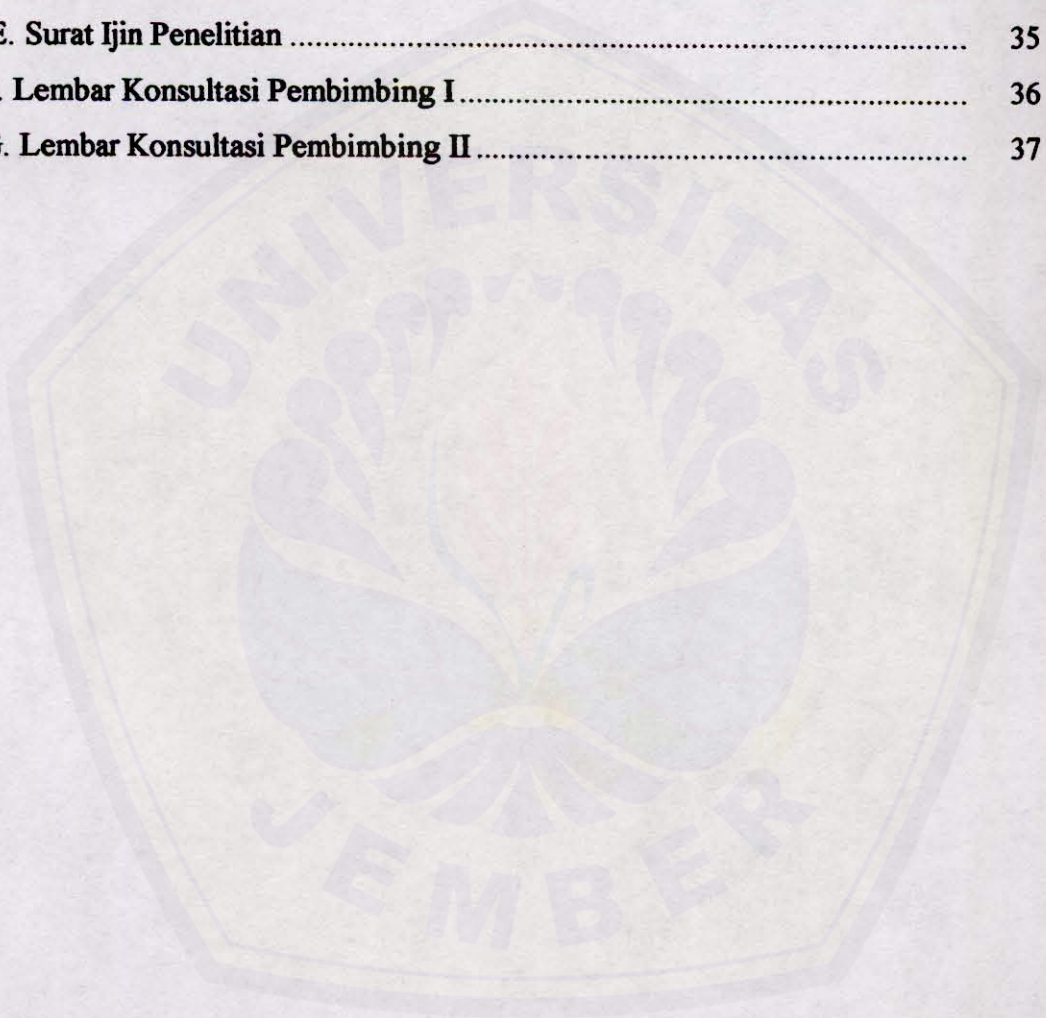 E. Surat Ijin Penelitian ........ 35
. Lembar Konsultasi Pembimbing I ........ 36
G. Lembar Konsultasi Pembimbing II ........ 37
UNIVERSITAS
JEMBER